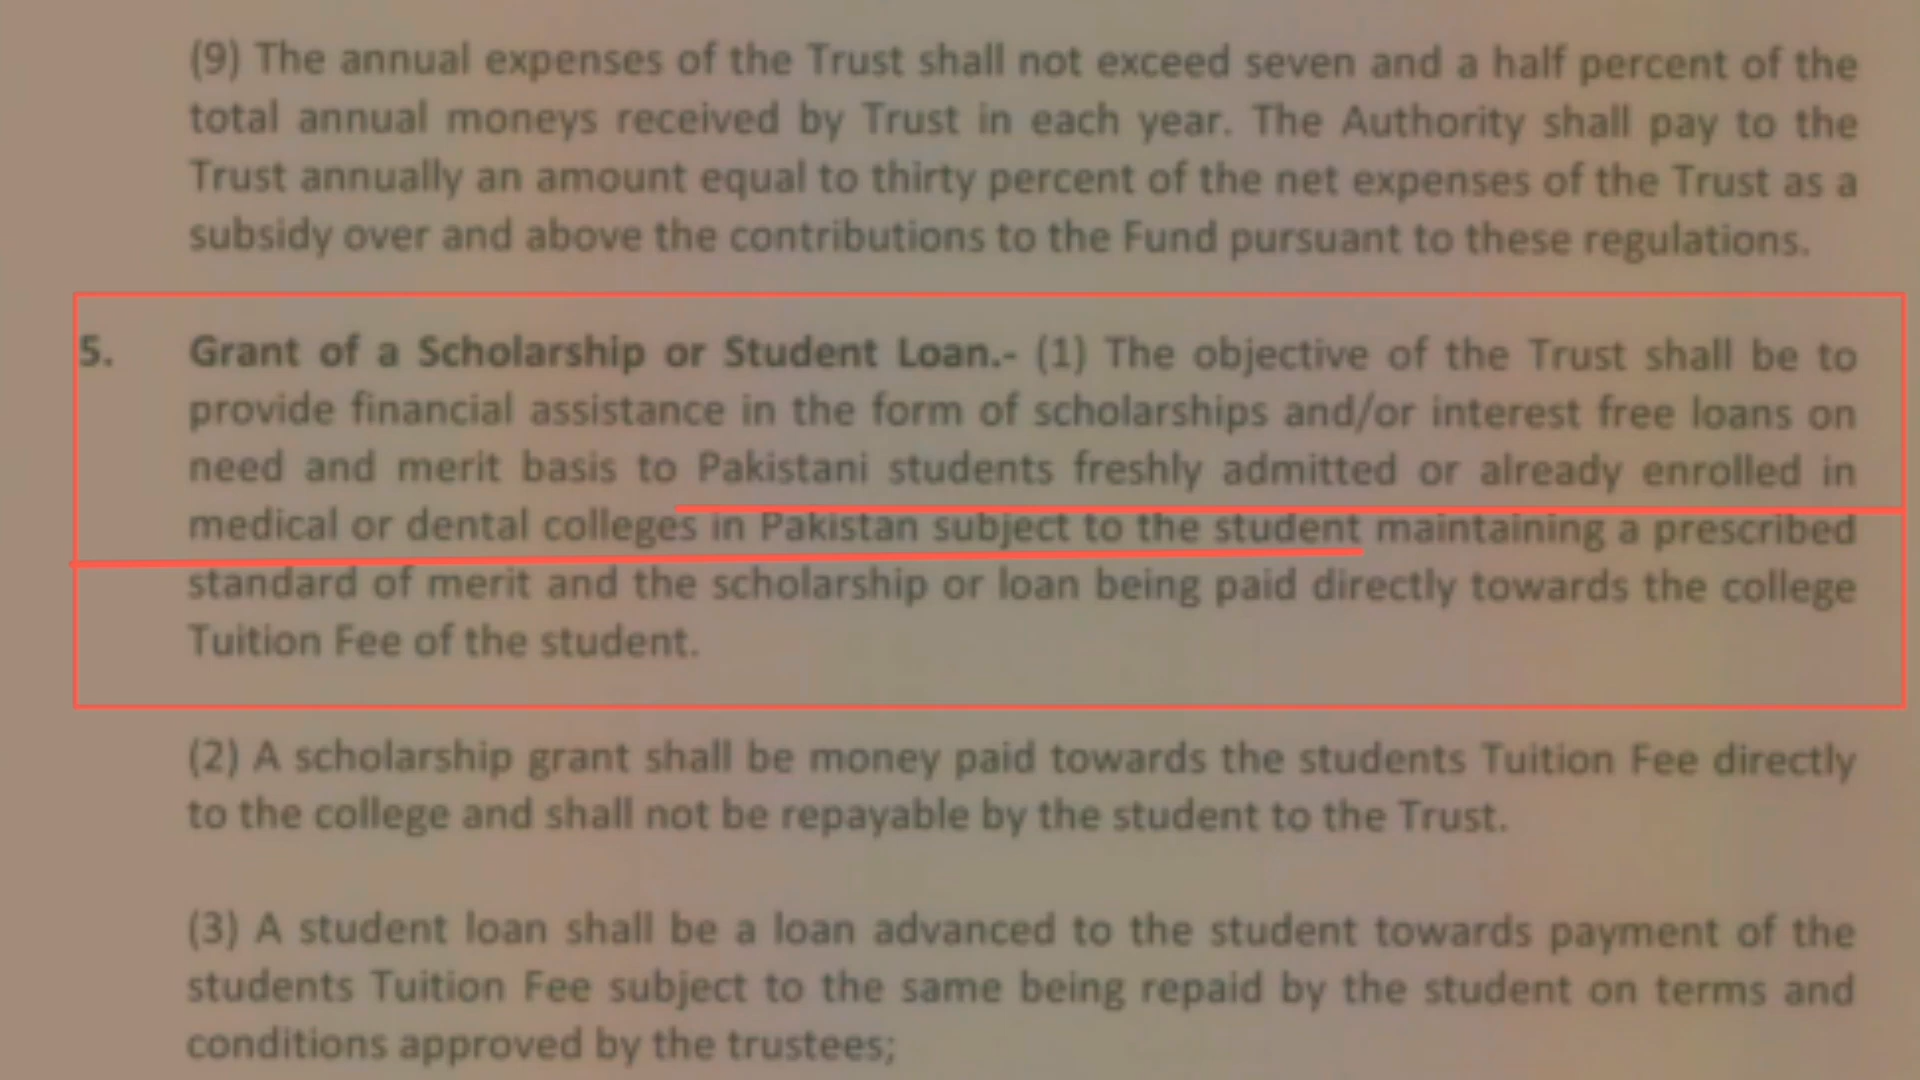 (9) The annual expenses of the Trust shall not exceed seven and a half percent of the
total annual moneys received by Trust in each year. The Authority shall pay to the
Trust annually an amount equal to thirty percent of the net expenses of the Trust as a
subsidy over and above the contributions to the Fund pursuant to these regulations.
5. Grant of a Scholarship or Student Loan.- (1) The objective of the Trust shall be to
provide financial assistance in the form of scholarships and/or interest free loans on
need and merit basis to Pakistani students freshly admitted or already enrolled in
medical or dental colleges in Pakistan subject to the student maintaining a prescribed
standard of merit and the scholarship or loan being paid directly towards the college
Tuition Fee of the student.
(2) A scholarship grant shall be money paid towards the students Tuition Fee directly
to the college and shall not be repayable by the student to the Trust.
(3) A student loan shall be a loan advanced to the student towards payment of the
students Tuition Fee subject to the same being repaid by the student on terms and
conditions approved by the trustees;